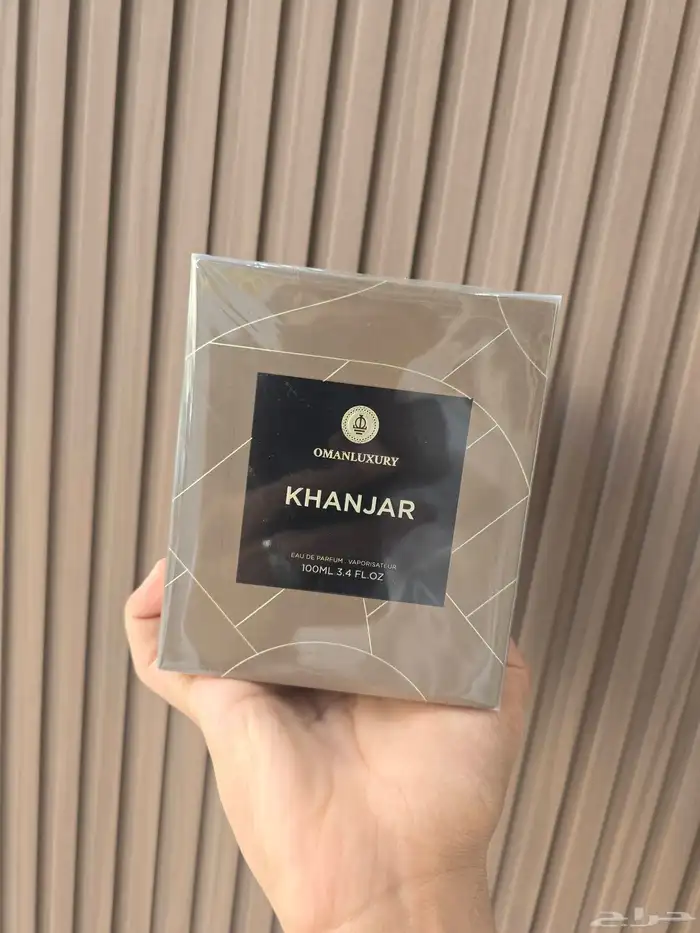 OMANLUXURY
KHANJAR
EAU DE PARFUM . VAPORISATEUR
100ML 3.4 FL.OZ
حراج